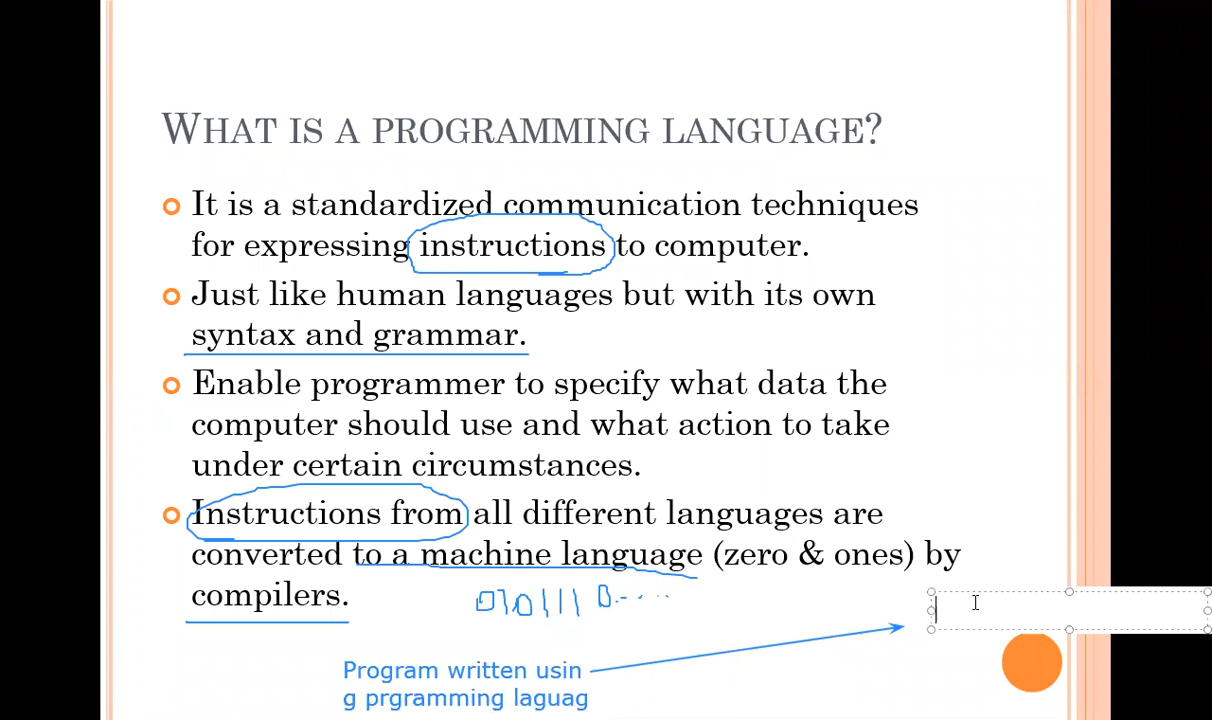 WHAT IS A PROGRAMMING LANGUAGE?
It is a standardized communication techniques
for expressing instructions to computer.
Just like human languages but with its own
syntax and grammar.
Enable programmer to specify what data the
computer should use and what action to take
under certain circumstances.
Instructions from all different languages are
converted to a machine language (zero & ones) by
compilers.
010111 0.....
Program written usin
g prgramming laguag